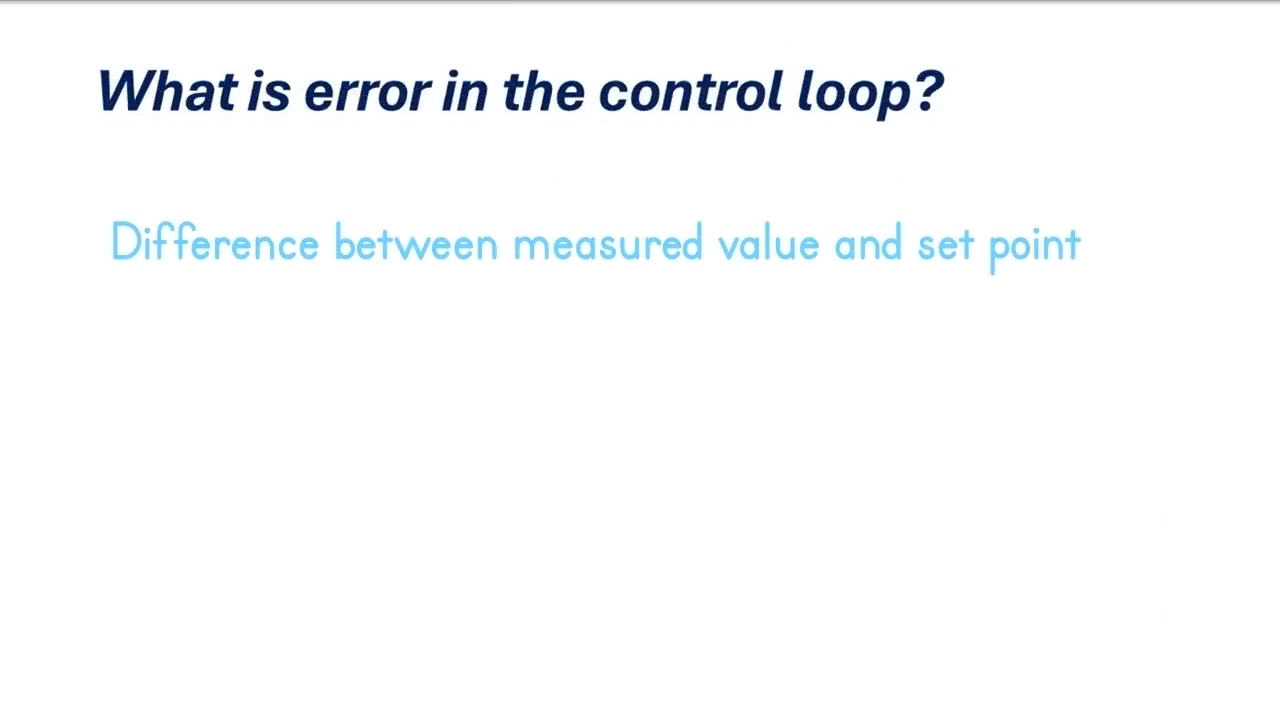 What is error in the control loop?
Difference between measured value and set point